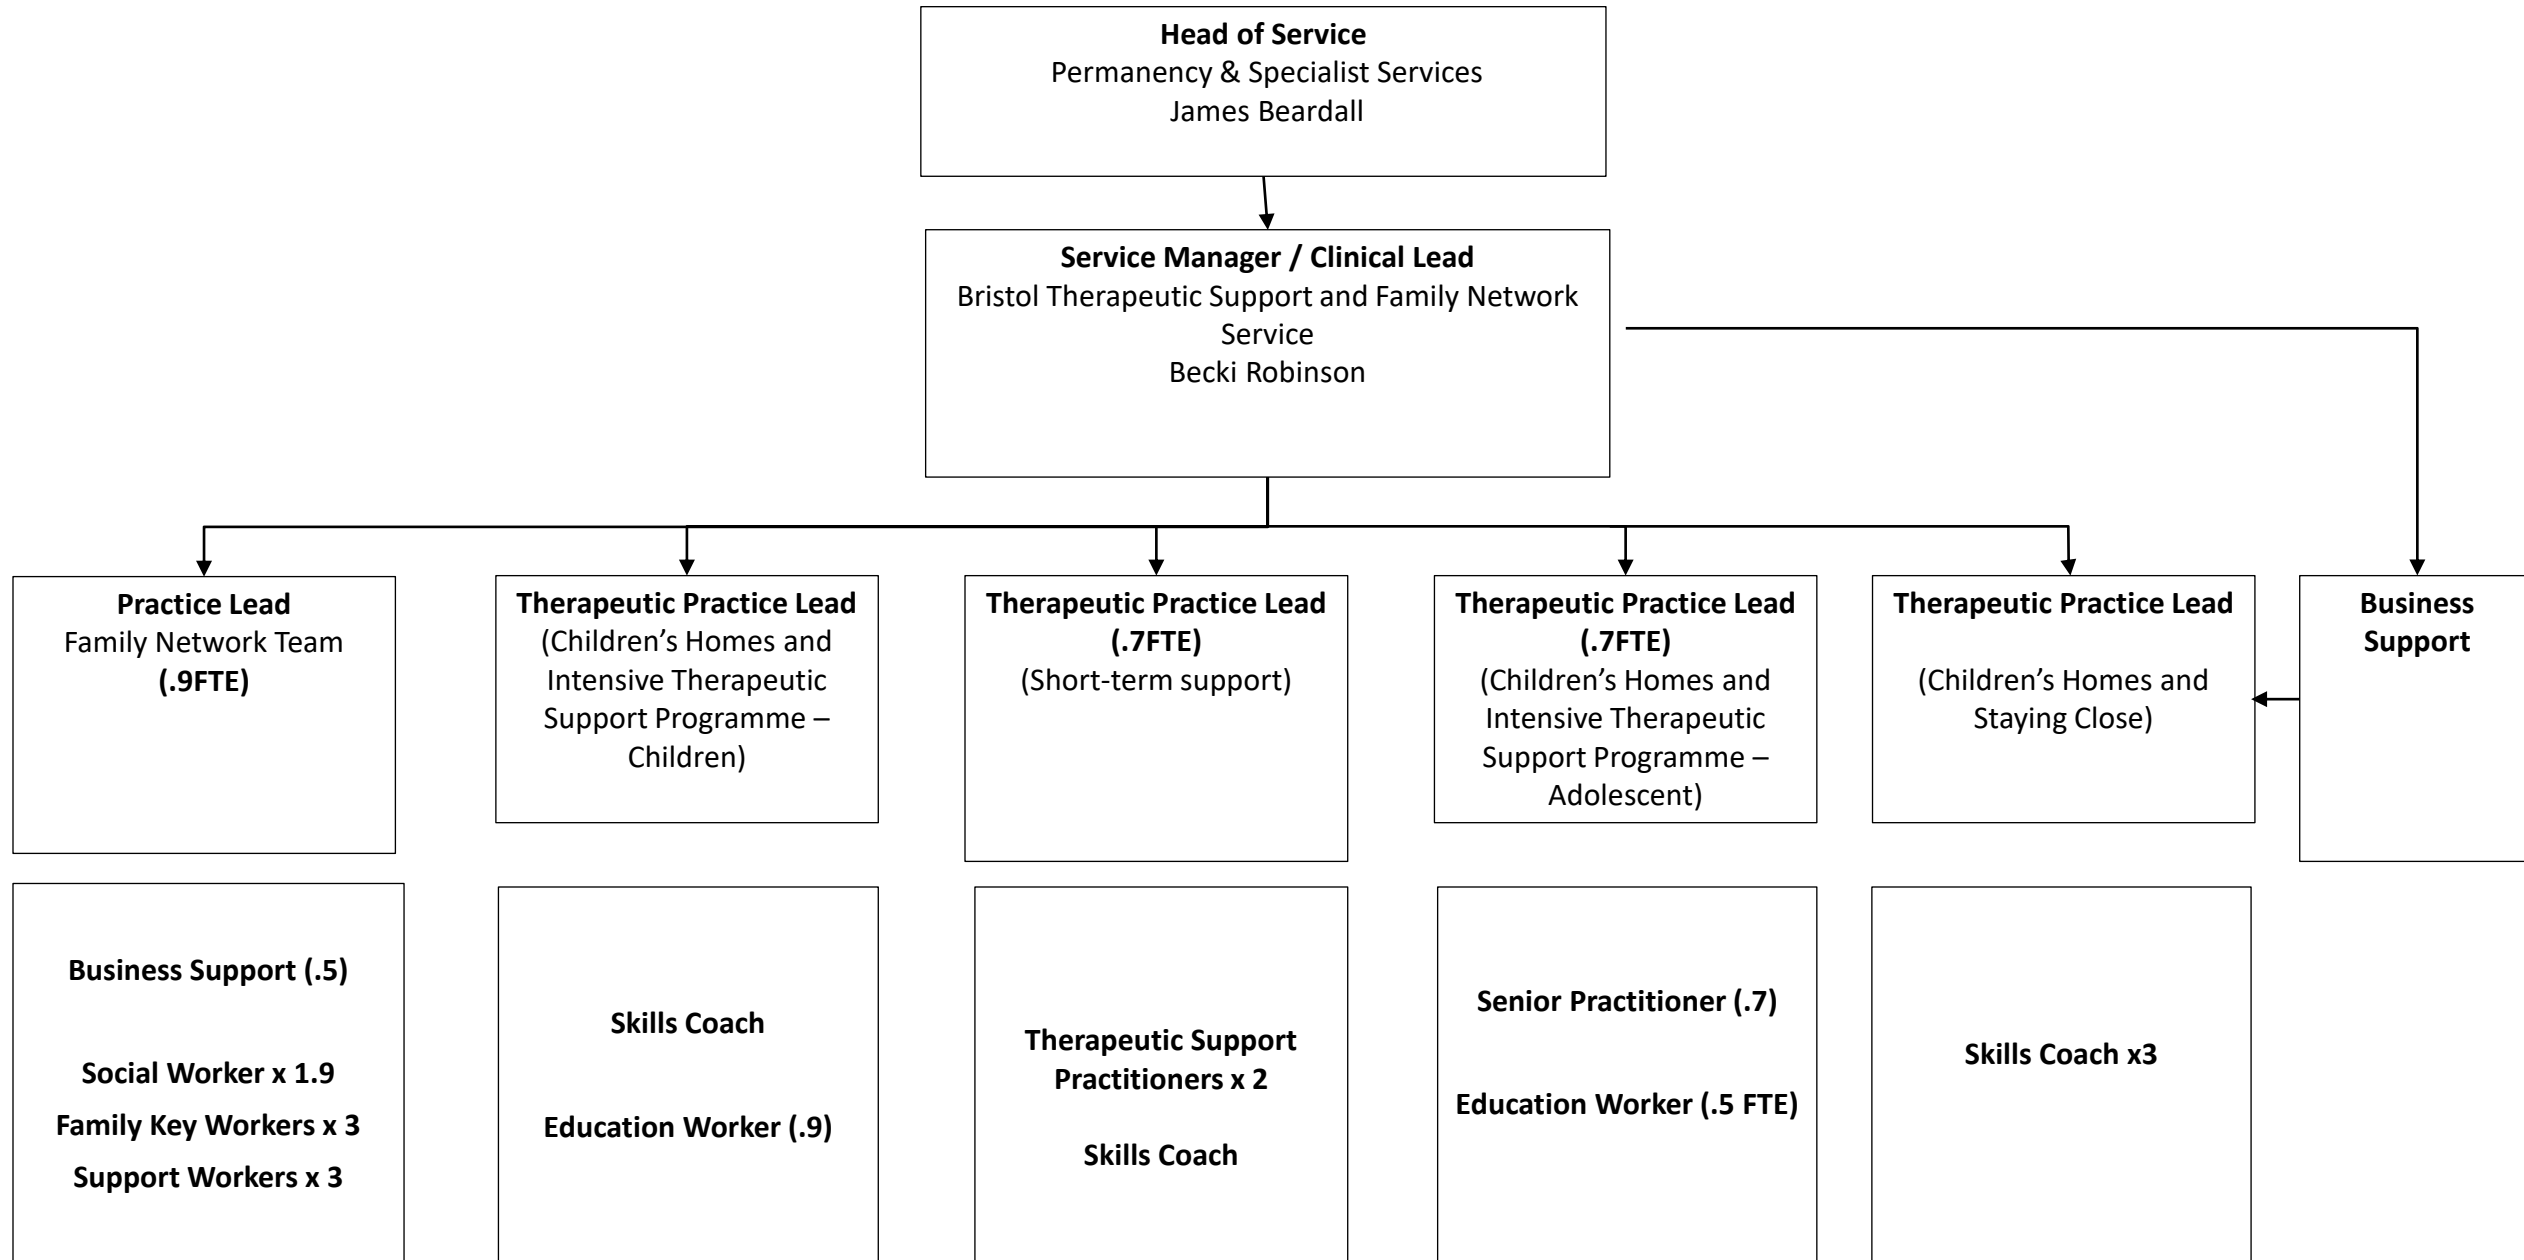 Head of Service
Permanency & Specialist Services
James Beardall
Service Manager / Clinical Lead
Bristol Therapeutic Support and Family Network
Service
Becki Robinson
Practice Lead
Family Network Team
(.9FTE)
Therapeutic Practice Lead
(Children’s Homes and
Intensive Therapeutic
Support Programme –
Children)
Therapeutic Practice Lead
(.7FTE)
(Short-term support)
Therapeutic Practice Lead
(.7FTE)
(Children’s Homes and
Intensive Therapeutic
Support Programme –
Adolescent)
Therapeutic Practice Lead
(Children’s Homes and
Staying Close)
Business
Support
Business Support (.5)
Social Worker x 1.9
Family Key Workers x 3
Support Workers x 3
Skills Coach
Education Worker (.9)
Therapeutic Support
Practitioners x 2
Skills Coach
Senior Practitioner (.7)
Education Worker (.5 FTE)
Skills Coach x3